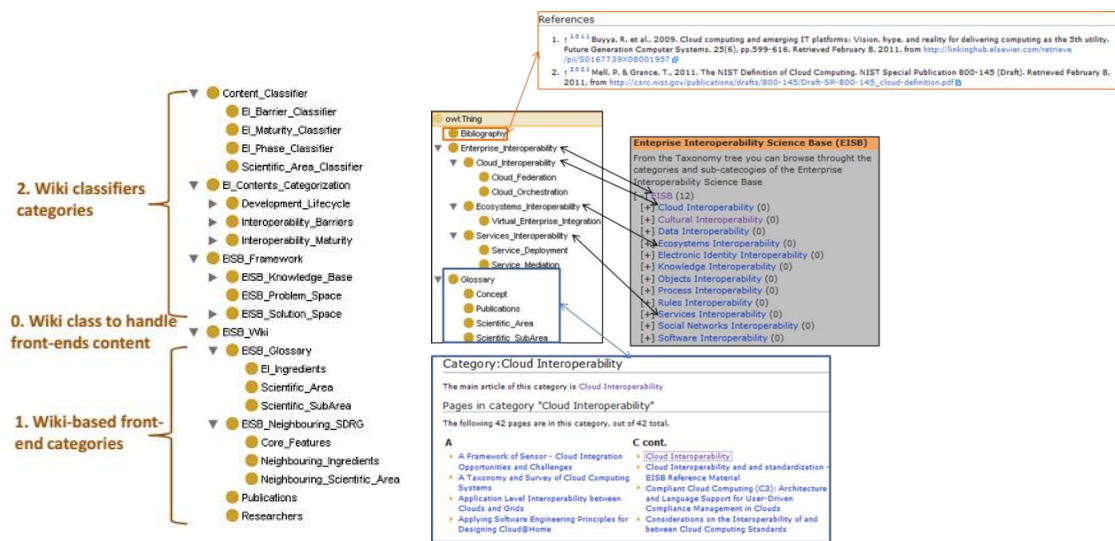 References
1. ↑ 1.0 1.1 Buyya, R. et al., 2009. Cloud computing and emerging IT platforms: Vision, hype, and reality for delivering computing as the 5th utility.
Future Generation Computer Systems, 25(6), pp.599-616. Retrieved February 8, 2011, from http://linkinghub.elsevier.com/retrieve
/pii/S0167739X08001957
2. ↑ 2.0 2.1 Mell, P. & Grance, T., 2011. The NIST Definition of Cloud Computing. NIST Special Publication 800-145 (Draft). Retrieved February 8,
2011, from http://csrc.nist.gov/publications/drafts/800-145/Draft-SP-800-145_cloud-definition.pdf
2. Wiki classifiers
categories
0. Wiki class to handle
front-ends content
1. Wiki-based front-
end categories
Content_Classifier
EI_Barrier_Classifier
EI_Maturity_Classifier
EI_Phase_Classifier
Scientific_Area_Classifier
EI_Contents_Categorization
Development_Lifecycle
Interoperability_Barriers
Interoperability_Maturity
EISB_Framework
EISB_Knowledge_Base
EISB_Problem_Space
EISB_Solution_Space
EISB_Wiki
EISB_Glossary
EI_Ingredients
Scientific_Area
Scientific_SubArea
EISB_Neighbouring_SDRG
Core_Features
Neighbouring_Ingredients
Neighbouring_Scientific_Area
Publications
Researchers
owl:Thing
Bibliography
Enterprise_Interoperability
Cloud_Interoperability
Cloud_Federation
Cloud_Orchestration
Ecosystems_Interoperability
Virtual_Enterprise_Integration
Services_Interoperability
Service_Deployment
Service_Mediation
Glossary
Concept
Publications
Scientific_Area
Scientific_SubArea
Enteprise Interoperability Science Base (EISB)
From the Taxonomy tree you can browse throught the
categories and sub-catecogies of the Enterprise
Interoperability Science Base
[-] EISB (12)
[+] Cloud Interoperability (0)
[+] Cultural Interoperability (0)
[+] Data Interoperability (0)
[+] Ecosystems Interoperability (0)
[+] Electronic Identity Interoperability (0)
[+] Knowledge Interoperability (0)
[+] Objects Interoperability (0)
[+] Process Interoperability (0)
[+] Rules Interoperability (0)
[+] Services Interoperability (0)
[+] Social Networks Interoperability (0)
[+] Software Interoperability (0)
Category:Cloud Interoperability
The main article of this category is Cloud Interoperability
Pages in category "Cloud Interoperability"
The following 42 pages are in this category, out of 42 total.
A
A Framework of Sensor - Cloud Integration
Opportunities and Challenges
A Taxonomy and Survey of Cloud Computing
Systems
Application Level Interoperability between
Clouds and Grids
Applying Software Engineering Principles for
Designing Cloud@Home
C cont.
Cloud Interoperability
Cloud Interoperability and and standardization -
EISB Reference Material
Compliant Cloud Computing (C3): Architecture
and Language Support for User-Driven
Compliance Management in Clouds
Considerations on the Interoperability of and
between Cloud Computing Standards